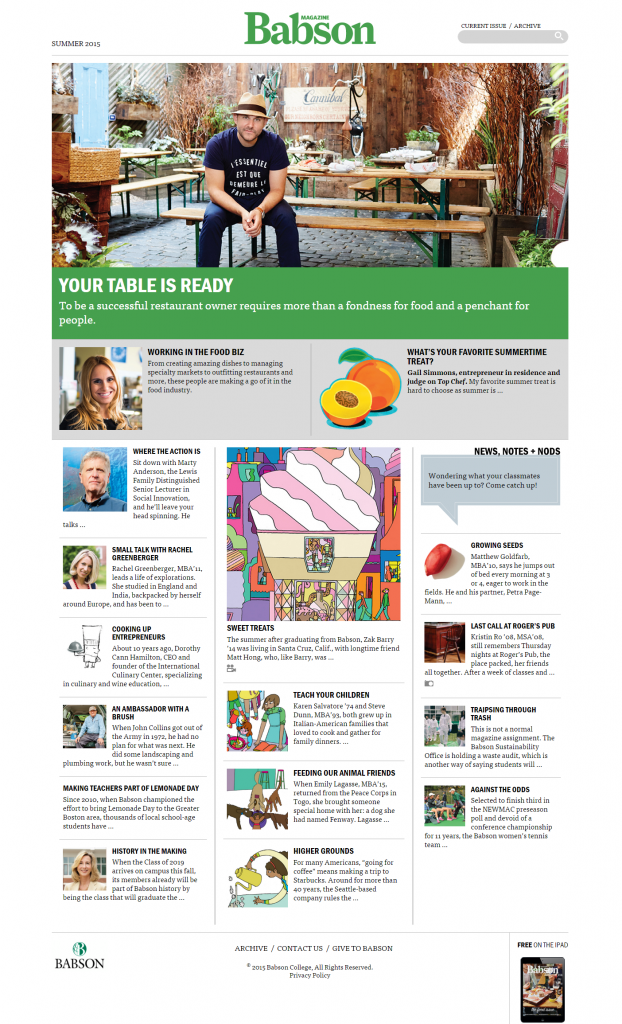 SUMMER 2015
MAGAZINE
Babson
CURRENT ISSUE / ARCHIVE
Cannibal
L'ESSENTIEL
EST QUE
DEMEURE LE
FAIR-PLAY
YOUR TABLE IS READY
To be a successful restaurant owner requires more than a fondness for food and a penchant for
people.
WORKING IN THE FOOD BIZ
From creating amazing dishes to managing
specialty markets to outfitting restaurants and
more, these people are making a go of it in the
food industry.
WHAT'S YOUR FAVORITE SUMMERTIME
TREAT?
Gail Simmons, entrepreneur in residence and
judge on Top Chef. My favorite summer treat is
hard to choose as summer is ...
WHERE THE ACTION IS
Sit down with Marty
Anderson, the Lewis
Family Distinguished
Senior Lecturer in
Social Innovation,
and he'll leave your
head spinning. He
talks ...
SMALL TALK WITH RACHEL
GREENBERGER
Rachel Greenberger, MBA'11,
leads a life of explorations.
She studied in England and
India, backpacked by herself
around Europe, and has been to ...
COOKING UP
ENTREPRENEURS
About 10 years ago, Dorothy
Cann Hamilton, CEO and
founder of the International
Culinary Center, specializing
in culinary and wine education, ...
AN AMBASSADOR WITH A
BRUSH
When John Collins got out of
the Army in 1972, he had no
plan for what was next. He
did some landscaping and
plumbing work, but he wasn't sure ...
MAKING TEACHERS PART OF LEMONADE DAY
Since 2010, when Babson championed the
effort to bring Lemonade Day to the Greater
Boston area, thousands of local school-age
students have ...
HISTORY IN THE MAKING
When the Class of 2019
arrives on campus this fall,
its members already will be
part of Babson history by
being the class that will graduate the ...
SWEET TREATS
The summer after graduating from Babson, Zak Barry
'14 was living in Santa Cruz, Calif., with longtime friend
Matt Hong, who, like Barry, was ...
TEACH YOUR CHILDREN
Karen Salvatore '74 and Steve
Dunn, MBA'93, both grew up in
Italian-American families that
loved to cook and gather for
family dinners. ...
FEEDING OUR ANIMAL FRIENDS
When Emily Lagasse, MBA'15,
returned from the Peace Corps in
Togo, she brought someone
special home with her: a dog she
had named Fenway. Lagasse ...
HIGHER GROUNDS
For many Americans, "going for
coffee" means making a trip to
Starbucks. Around for more than
40 years, the Seattle-based
company rules the ...
NEWS, NOTES + NODS
Wondering what your classmates
have been up to? Come catch up!
GROWING SEEDS
Matthew Goldfarb,
MBA'10, says he jumps out
of bed every morning at 3
or 4, eager to work in the
fields. He and his partner, Petra Page-
Mann, ...
LAST CALL AT ROGER'S PUB
Kristin Ro '08, MSA'08,
still remembers Thursday
nights at Roger's Pub, the
place packed, her friends
all together. After a week of classes and ...
TRAIPSING THROUGH
TRASH
This is not a normal
magazine assignment. The
Babson Sustainability
Office is holding a waste audit, which is
another way of saying students will ...
AGAINST THE ODDS
Selected to finish third in
the NEWMAC preseason
poll and devoid of a
conference championship
for 11 years, the Babson women's tennis
team ...
BABSON
ARCHIVE / CONTACT US / GIVE TO BABSON
© 2015 Babson College, All Rights Reserved.
Privacy Policy
FREE ON THE IPAD
Babson